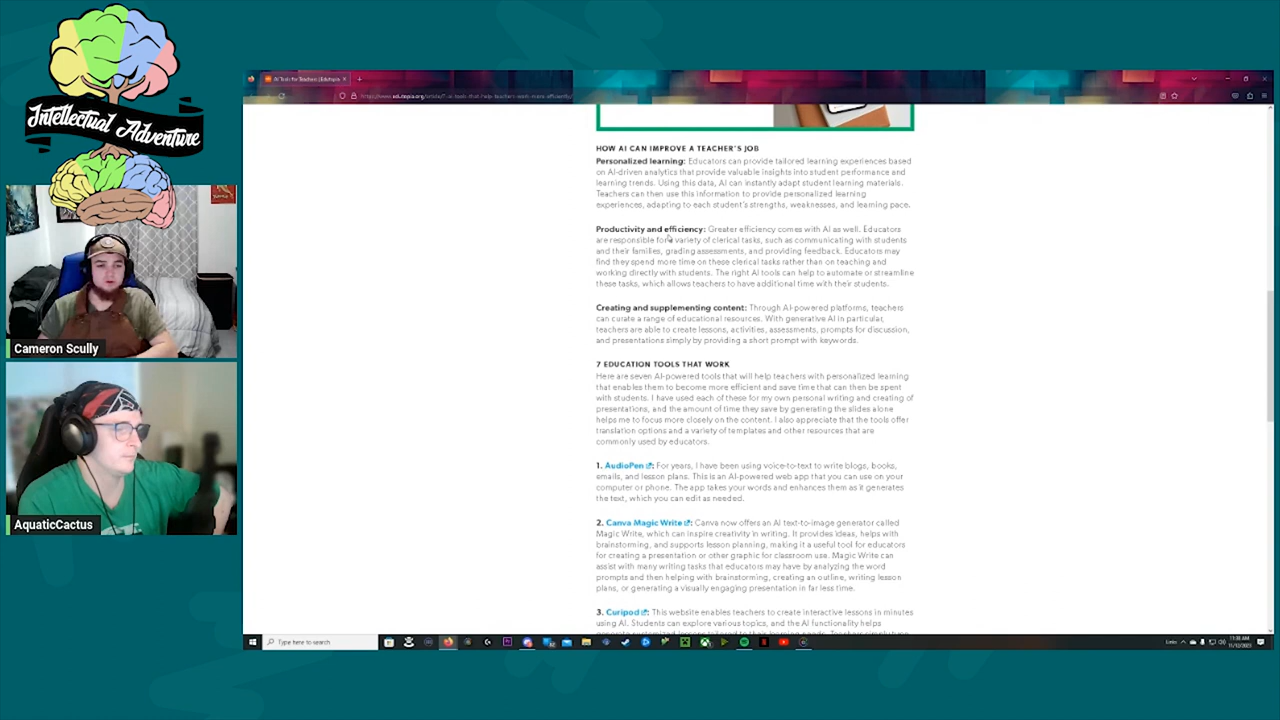 Intellectual Adventure
AI Tools for Teachers | Edutopia
HOW AI CAN IMPROVE A TEACHER'S JOB
Personalized learning: Educators can provide tailored learning experiences based
on AI-driven analytics that provide valuable insights into student performance and
learning trends. Using this data, AI can instantly adapt student learning materials.
Teachers can then use this information to provide personalized learning
experiences, adapting to each student's strengths, weaknesses, and learning pace.
Productivity and efficiency: Greater efficiency comes with AI as well. Educators
are responsible for a variety of clerical tasks, such as communicating with students
and their families, grading assessments, and providing feedback. Educators may
find they spend more time on these clerical tasks rather than on teaching and
working directly with students. The right AI tools can help to automate or streamline
these tasks, which allows teachers to have additional time with their students.
Creating and supplementing content: Through AI-powered platforms, teachers
can curate a range of educational resources. With generative AI in particular,
teachers are able to create lessons, activities, assessments, prompts for discussion,
and presentations simply by providing a short prompt with keywords.
7 EDUCATION TOOLS THAT WORK
Here are seven AI-powered tools that will help teachers with personalized learning
that enables them to become more efficient and save time that can then be spent
with students. I have used each of these for my own personal writing and creating of
presentations, and the amount of time they save by generating the slides alone
helps me to focus more closely on the content. I also appreciate that the tools offer
translation options and a variety of templates and other resources that are
commonly used by educators.
1. AudioPen: For years, I have been using voice-to-text to write blogs, books,
emails, and lesson plans. This is an AI-powered web app that you can use on your
computer or phone. The app takes your words and enhances them as it generates
the text, which you can edit as needed.
2. Canva Magic Write: Canva now offers an AI text-to-image generator called
Magic Write, which can inspire creativity in writing. It provides ideas, helps with
brainstorming, and supports lesson planning, making it a useful tool for educators
for creating a presentation or other graphic for classroom use. Magic Write can
assist with many writing tasks that educators may have by analyzing the word
prompts and then helping with brainstorming, creating an outline, writing lesson
plans, or generating a visually engaging presentation in far less time.
3. Curipod: This website enables teachers to create interactive lessons in minutes
using AI. Students can explore various topics, and the AI functionality helps
Cameron Scully
AquaticCactus
Type here to search